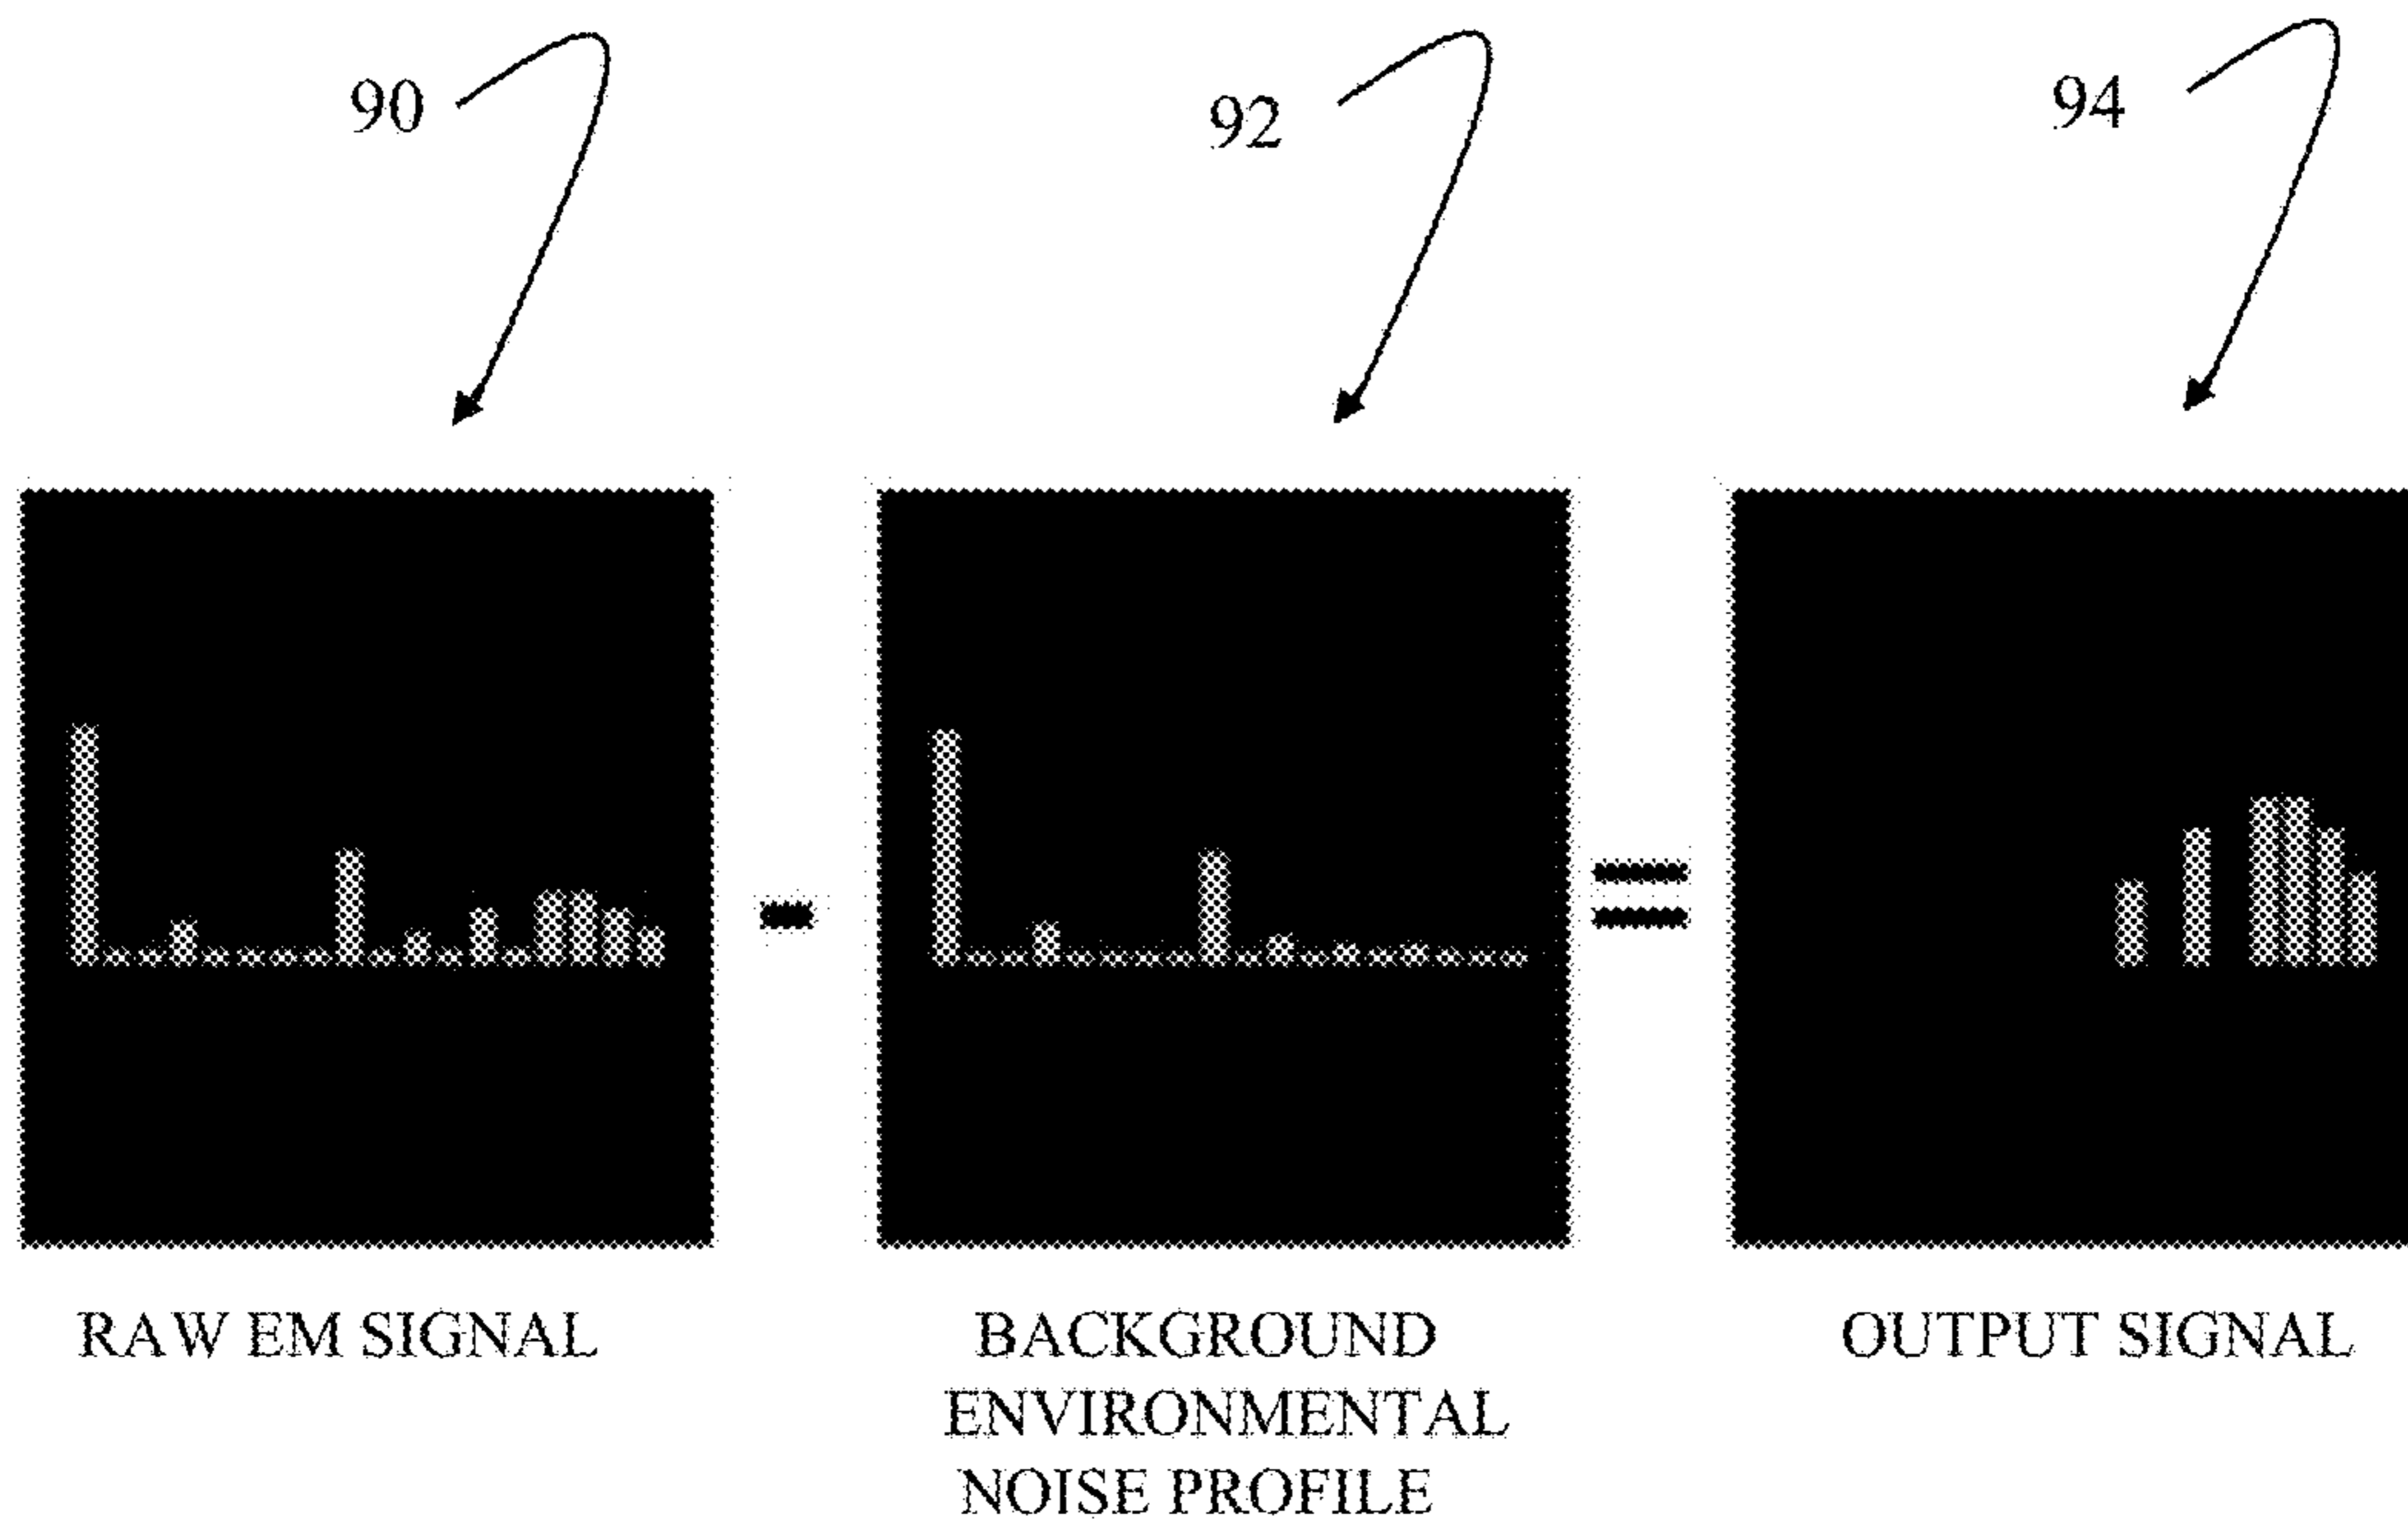 90
92
94
RAW EM SIGNAL
BACKGROUND
ENVIRONMENTAL
NOISE PROFILE
OUTPUT SIGNAL